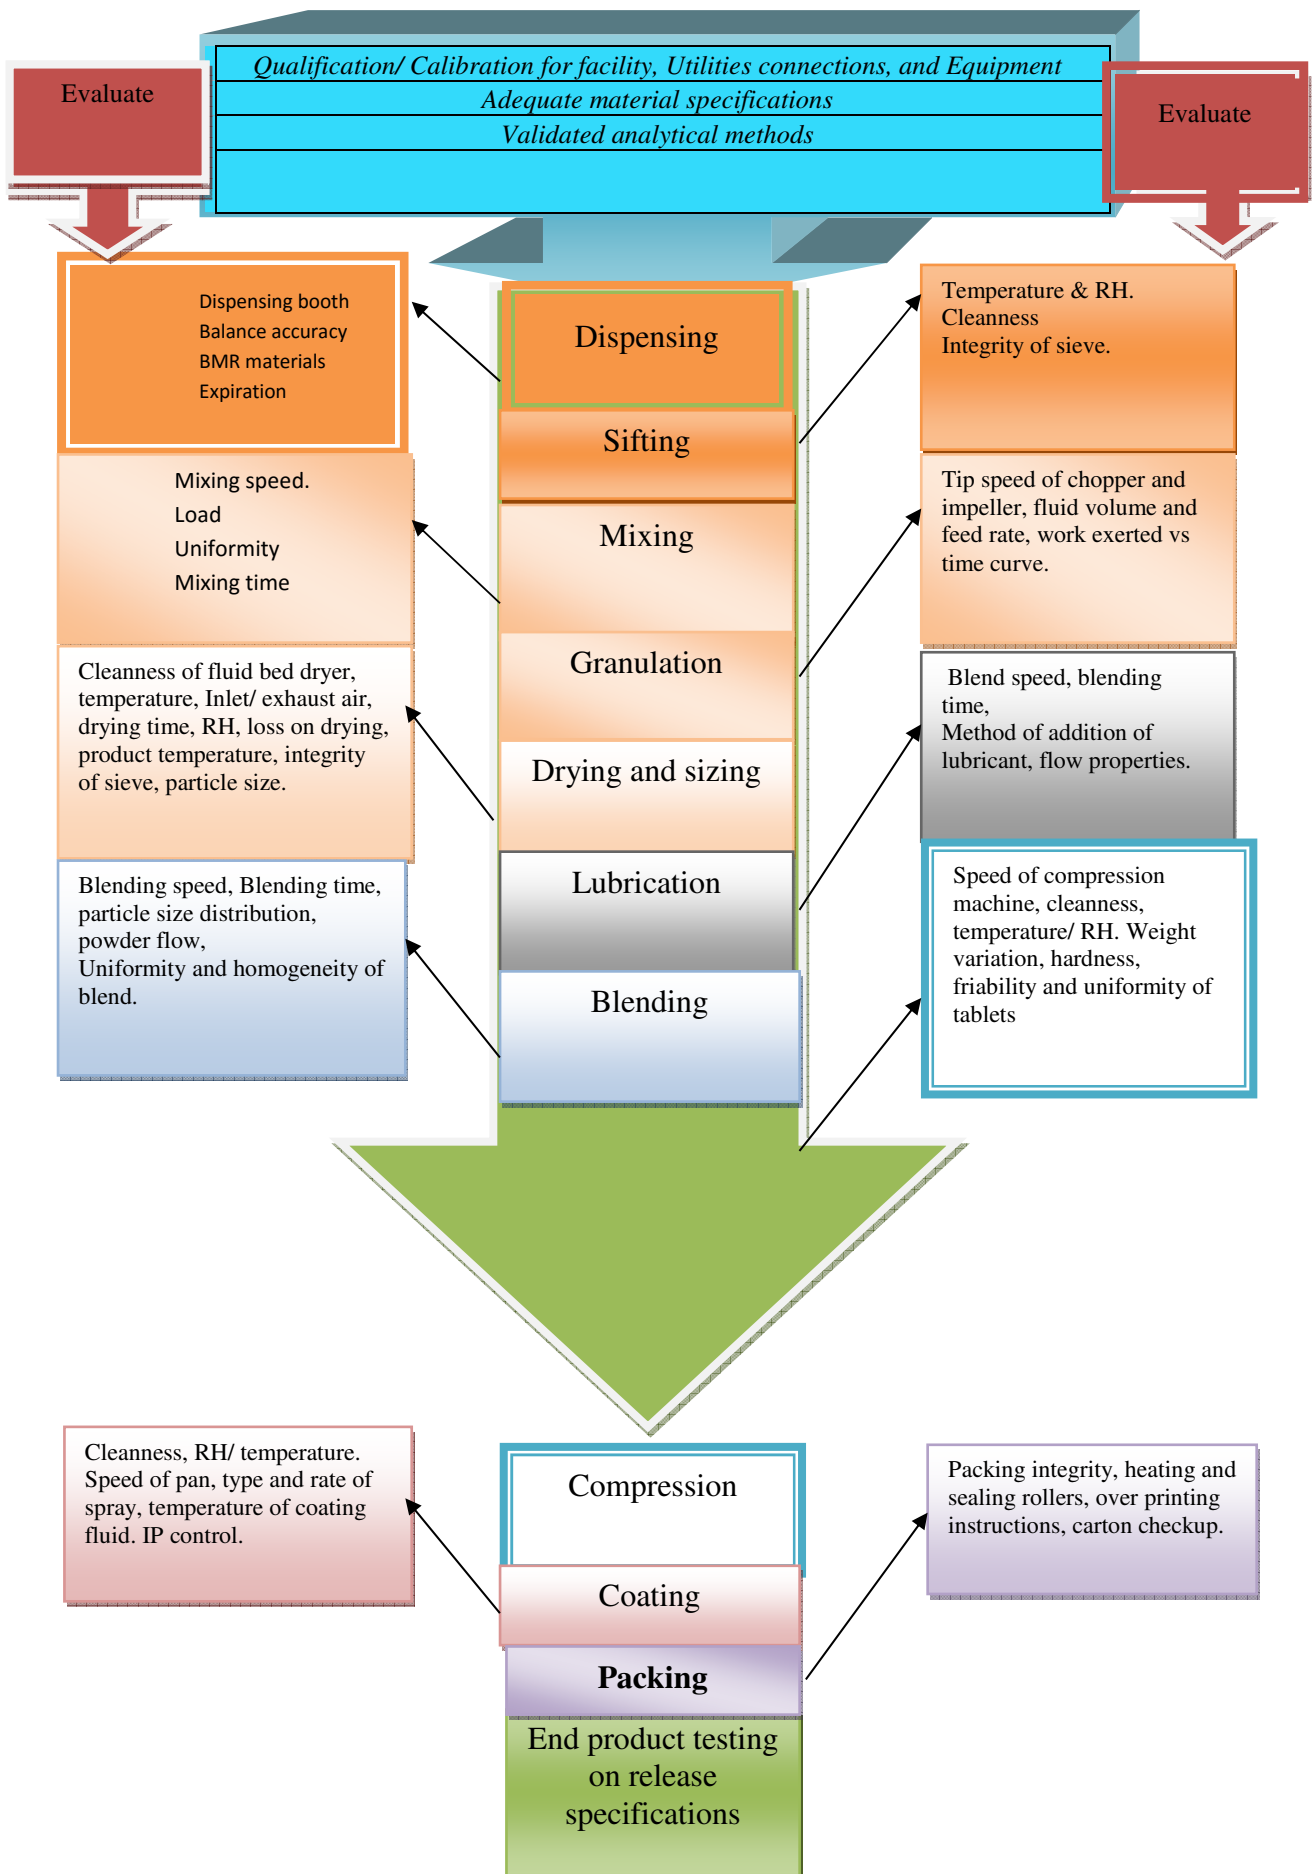 Qualification/ Calibration for facility, Utilities connections, and Equipment
Adequate material specifications
Validated analytical methods
Evaluate
Evaluate
Dispensing booth
Balance accuracy
BMR materials
Expiration
Dispensing
Temperature & RH.
Cleanness
Integrity of sieve.
Sifting
Mixing speed.
Load
Uniformity
Mixing time
Mixing
Tip speed of chopper and
impeller, fluid volume and
feed rate, work exerted vs
time curve.
Granulation
Cleanness of fluid bed dryer,
temperature, Inlet/ exhaust air,
drying time, RH, loss on drying,
product temperature, integrity
of sieve, particle size.
Drying and sizing
Blend speed, blending
time,
Method of addition of
lubricant, flow properties.
Lubrication
Blending speed, Blending time,
particle size distribution,
powder flow,
Uniformity and homogeneity of
blend.
Blending
Speed of compression
machine, cleanness,
temperature/ RH. Weight
variation, hardness,
friability and uniformity of
tablets
Cleanness, RH/ temperature.
Speed of pan, type and rate of
spray, temperature of coating
fluid. IP control.
Compression
Packing integrity, heating and
sealing rollers, over printing
instructions, carton checkup.
Coating
Packing
End product testing
on release
specifications